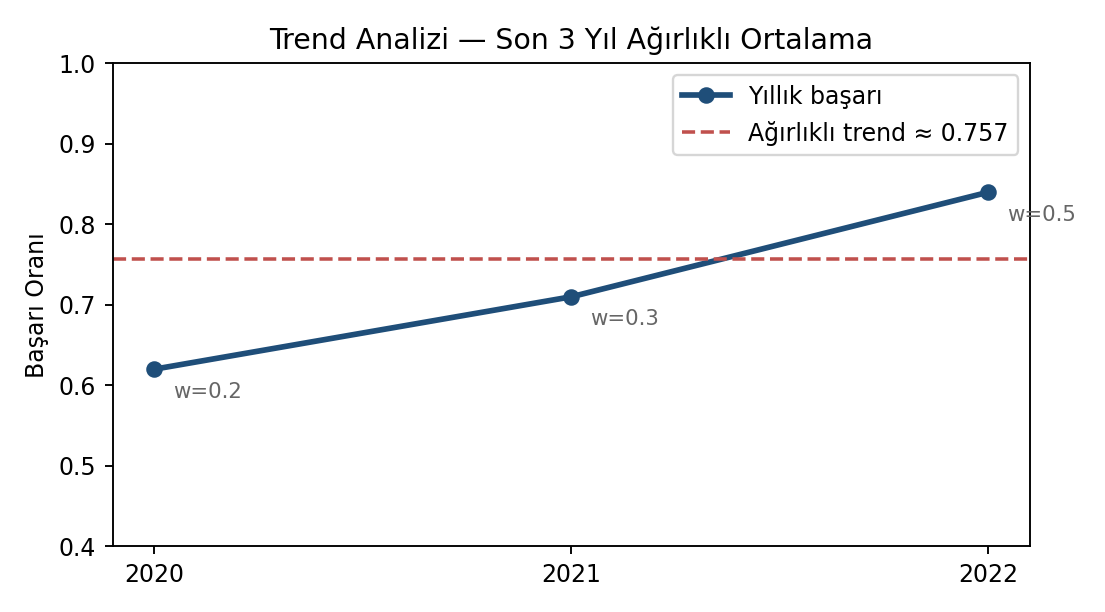 Trend Analizi — Son 3 Yıl Ağırlıklı Ortalama
1.0
0.9
0.8
0.7
0.6
0.5
0.4
Başarı Oranı
Yıllık başarı
Ağırlıklı trend ≈ 0.757
w=0.5
w=0.3
w=0.2
2020
2021
2022